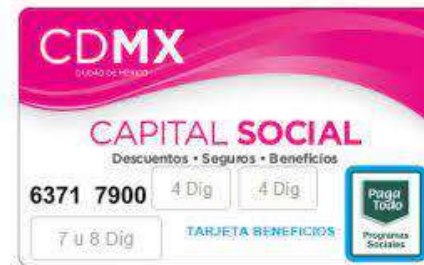 CDMX
CIUDAD DE MÉXICO
CAPITAL SOCIAL
Descuentos • Seguros • Beneficios
6371 7900 4 Dig 4 Dig
7 u 8 Dig
TARJETA BENEFICIOS
Paga
Todo
Programas
Sociales